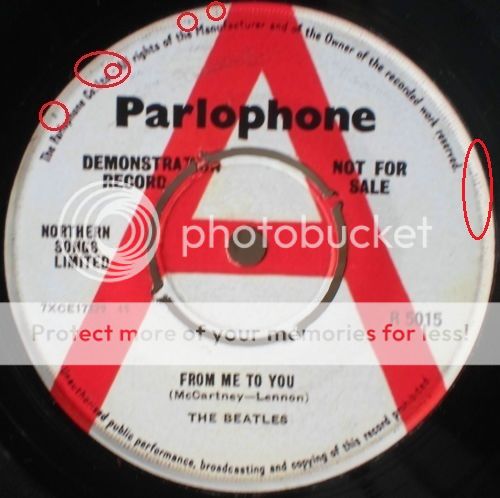 The Parlophone Co. Ltd. rights of the Manufacturer and of the Owner of the recorded work reserved.
Parlophone
DEMONSTRATION RECORD
NOT FOR SALE
NORTHERN
SONGS
LIMITED
photobucket
R 5015
Protect more of your memories for less!
FROM ME TO YOU
(McCartney—Lennon)
THE BEATLES
Unauthorised public performance, broadcasting and copying of this record prohibited.